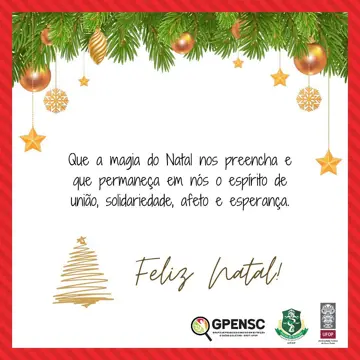 Que a magia do Natal nos preencha e
que permaneça em nós o espírito de
união, solidariedade, afeto e esperança.
Feliz Natal!
GPENSC
UFOP